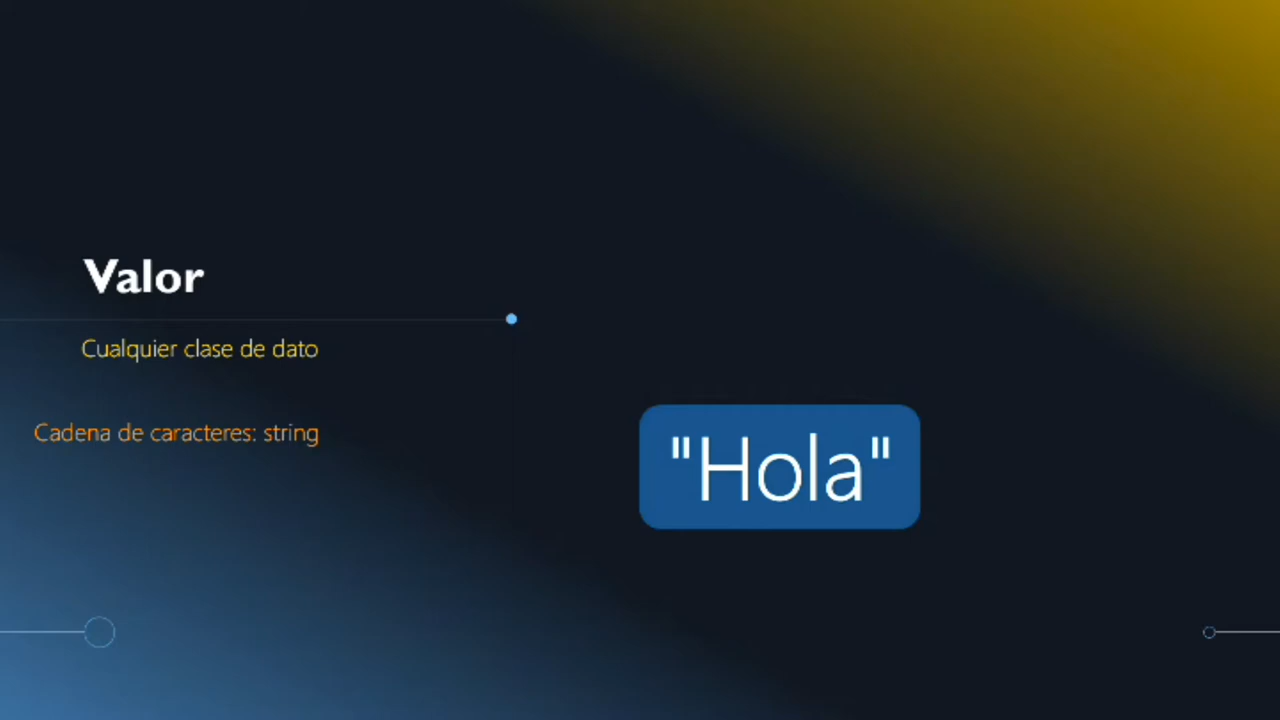 Valor
Cualquier clase de dato
Cadena de caracteres: string
"Hola"